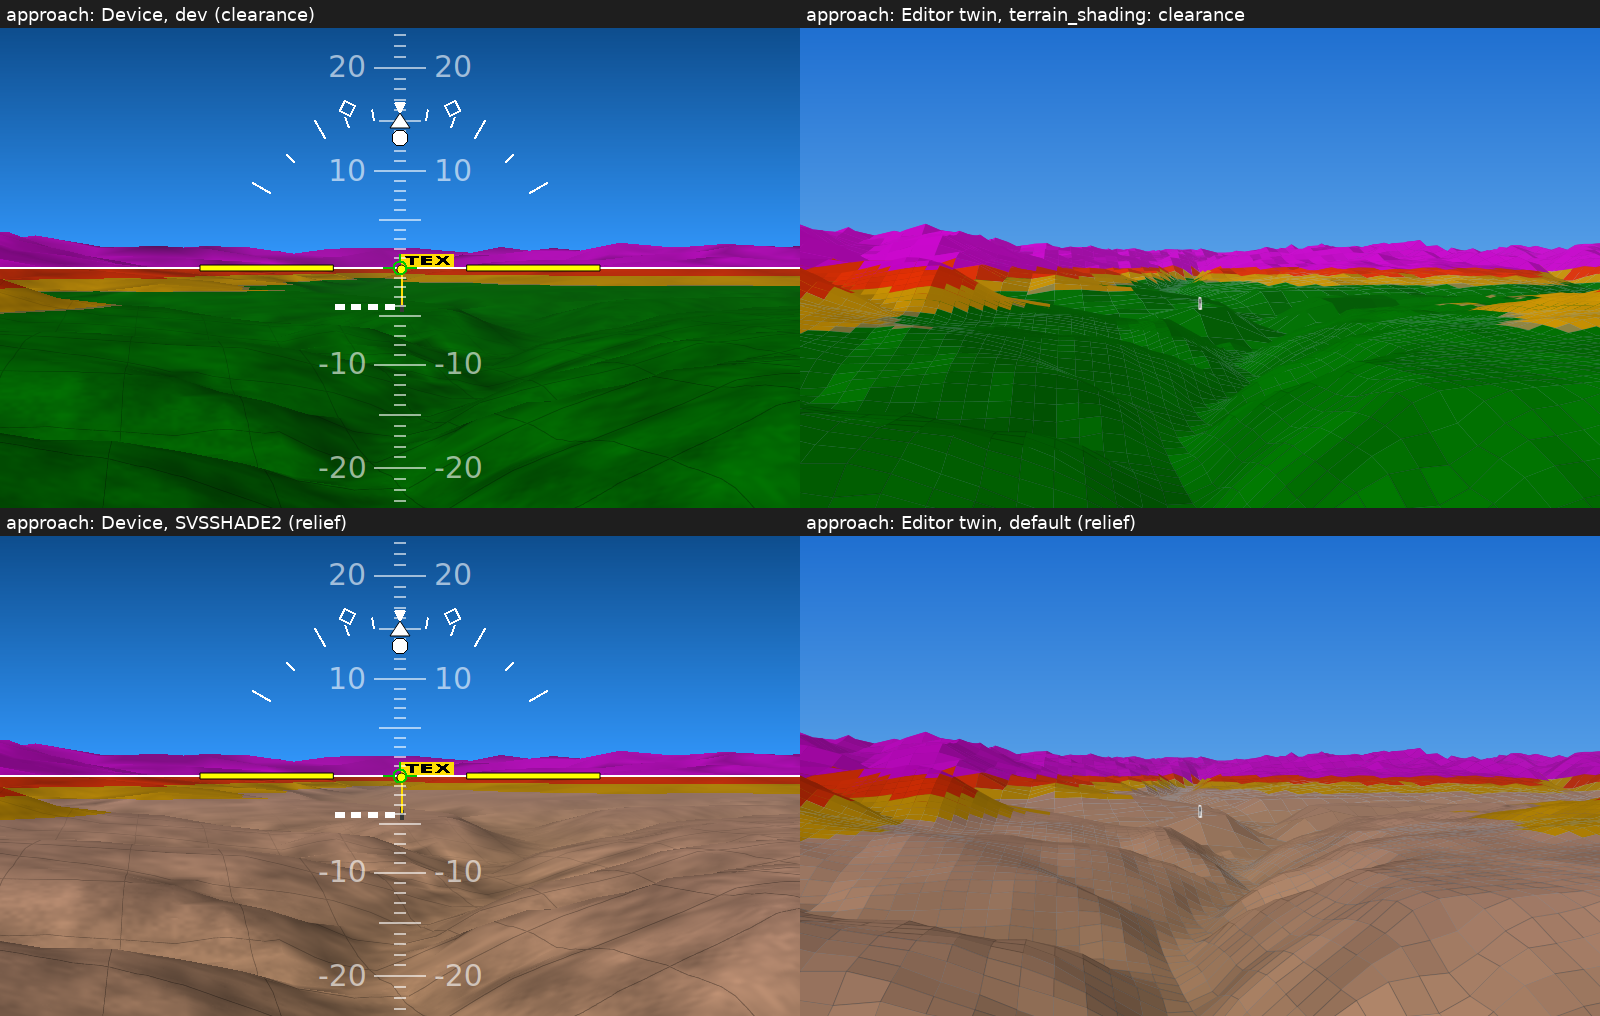 approach: Device, dev (clearance)
20 20
10 10
TEX
-10 -10
-20 -20
approach: Editor twin, terrain_shading: clearance
approach: Device, SVSSHADE2 (relief)
20 20
10 10
TEX
-10 -10
-20 -20
approach: Editor twin, default (relief)